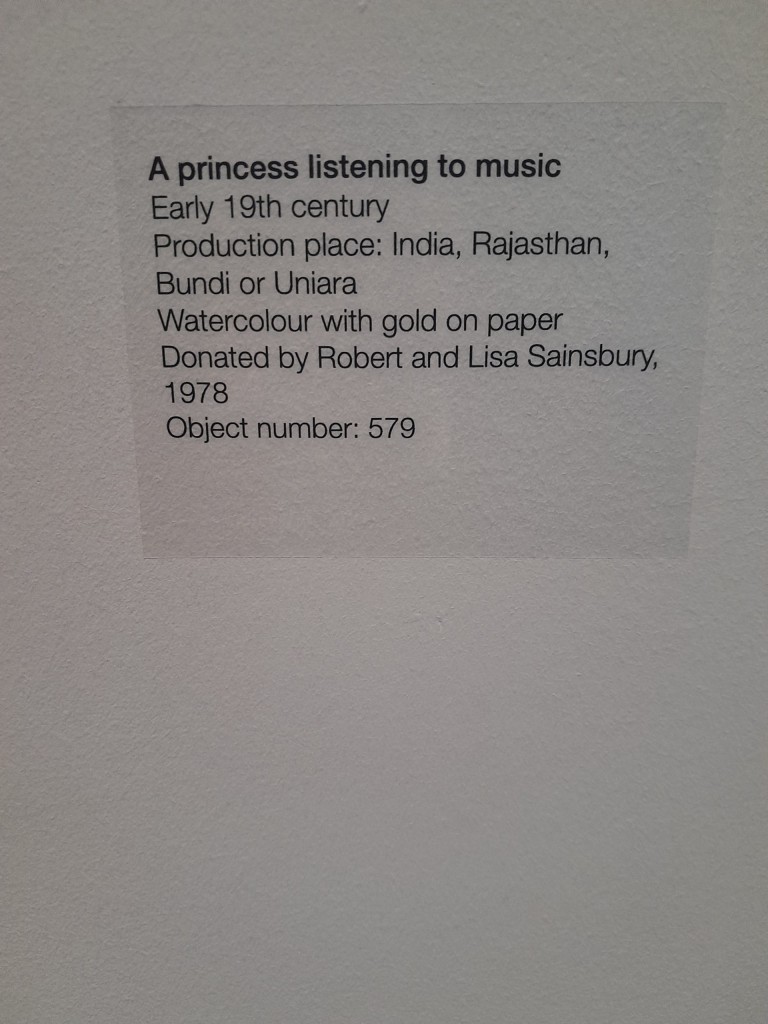 A princess listening to music
Early 19th century
Production place: India, Rajasthan,
Bundi or Uniara
Watercolour with gold on paper
Donated by Robert and Lisa Sainsbury,
1978
Object number: 579